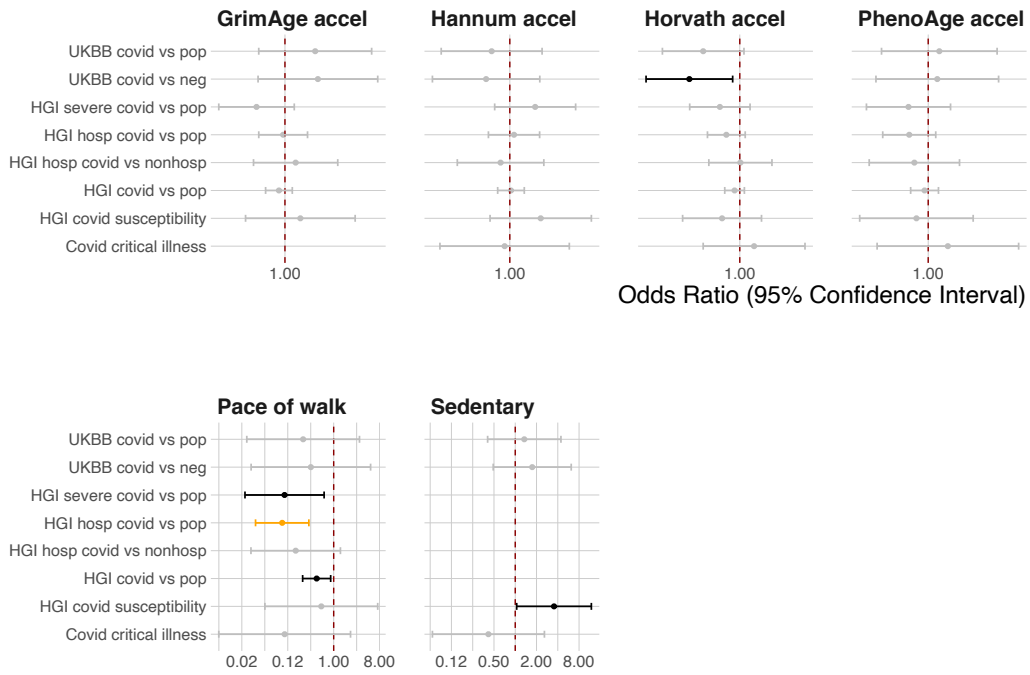 GrimAge accel
Hannum accel
Horvath accel
PhenoAge accel
UKBB covid vs pop
UKBB covid vs neg
HGI severe covid vs pop
HGI hosp covid vs pop
HGI hosp covid vs nonhosp
HGI covid vs pop
HGI covid susceptibility
Covid critical illness
1.00 1.00 1.00 1.00
Odds Ratio (95% Confidence Interval)
Pace of walk
Sedentary
UKBB covid vs pop
UKBB covid vs neg
HGI severe covid vs pop
HGI hosp covid vs pop
HGI hosp covid vs nonhosp
HGI covid vs pop
HGI covid susceptibility
Covid critical illness
0.02 0.12 1.00 8.00
0.12 0.50 2.00 8.00